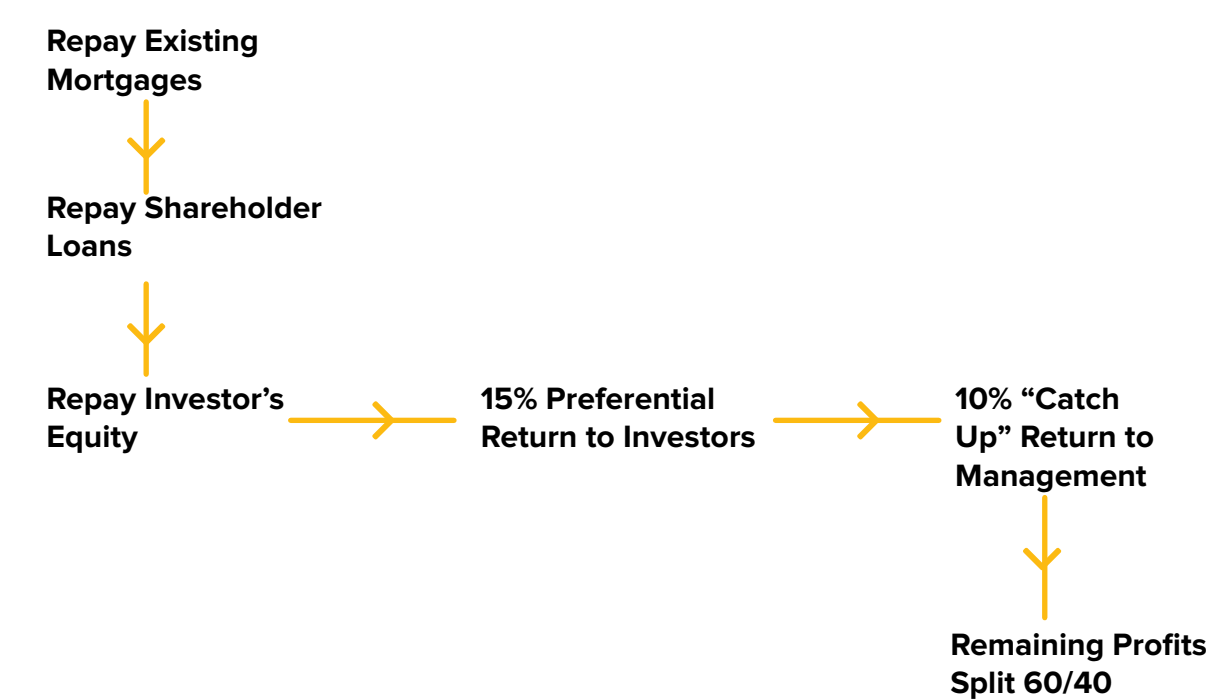 Repay Existing
Mortgages
Repay Shareholder
Loans
Repay Investor’s
Equity
15% Preferential
Return to Investors
10% “Catch
Up” Return to
Management
Remaining Profits
Split 60/40